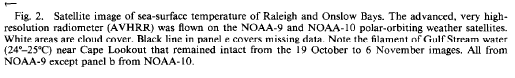 Fig. 2. Satellite image of sea-surface temperature of Raleigh and Onslow Bays. The advanced, very high-
resolution radiometer (AVHRR) was flown on the NOAA-9 and NOAA-10 polar-orbiting weather satellites.
White areas are cloud cover. Black line in panel e covers missing data. Note the filament of Gulf Stream water
(24°–25°C) near Cape Lookout that remained intact from the 19 October to 6 November images. All from
NOAA-9 except panel b from NOAA-10.